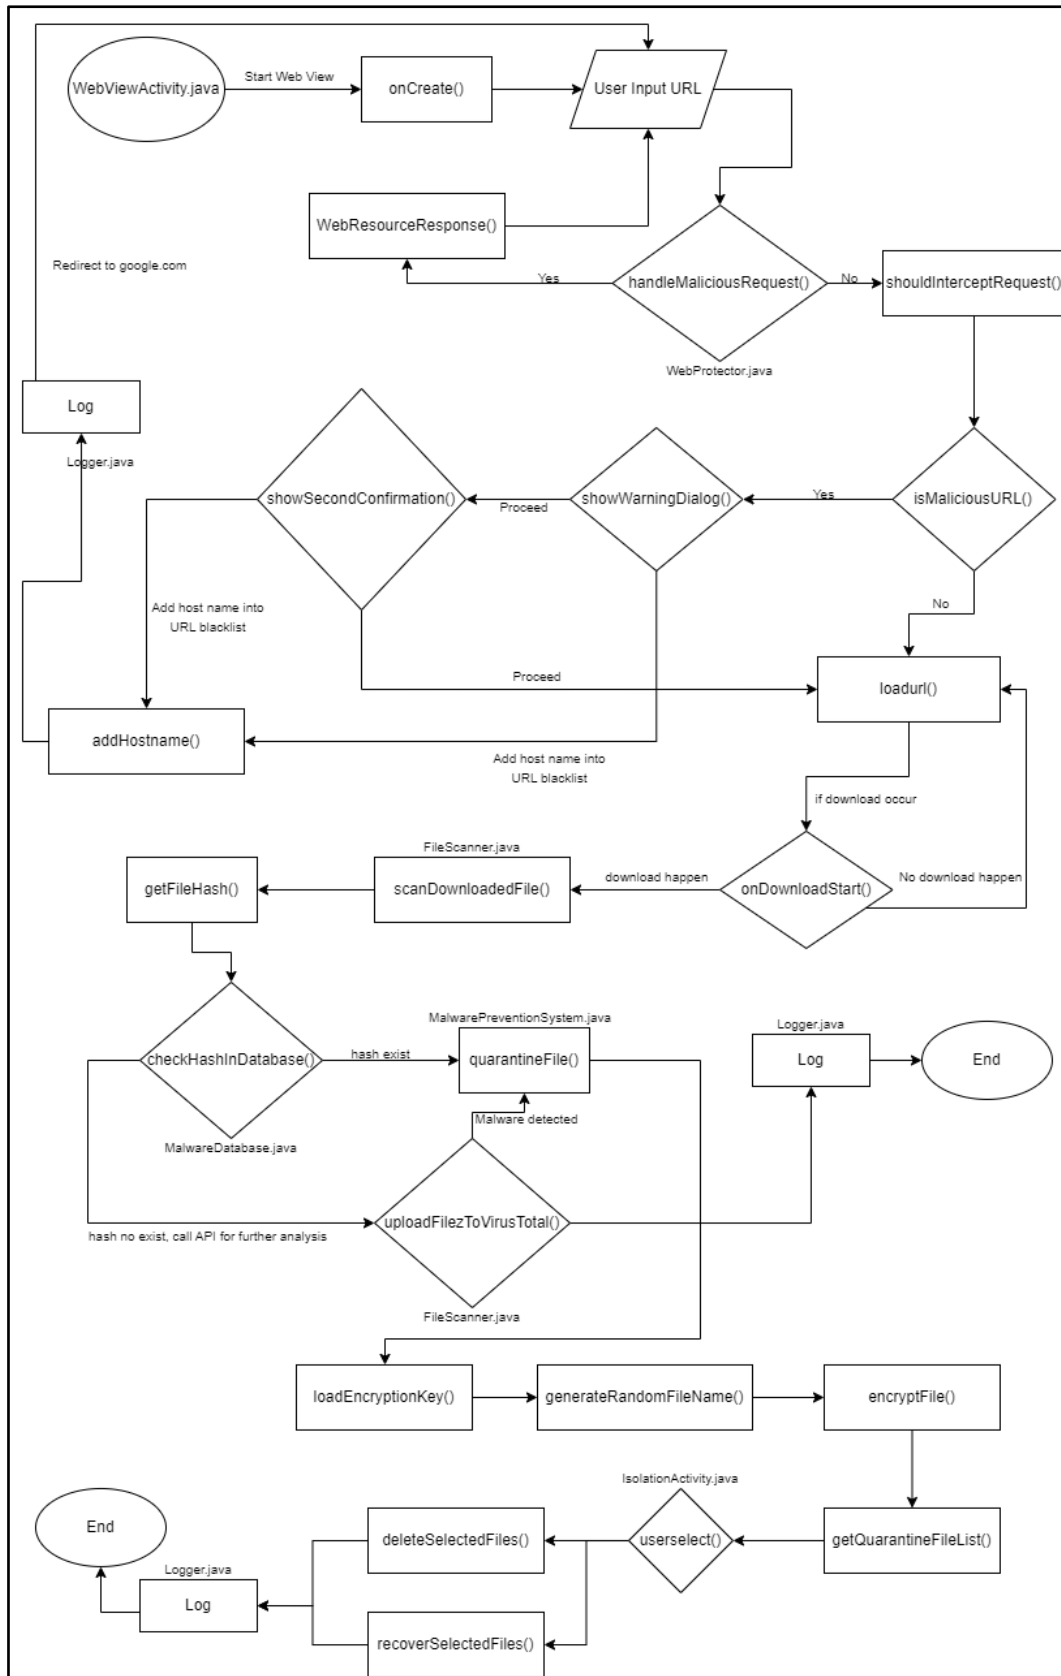 WebViewActivity.java
Start Web View
onCreate()
User Input URL
WebResourceResponse()
Redirect to google.com
Yes
handleMaliciousRequest()
No
shouldInterceptRequest()
WebProtector.java
Log
Logger.java
showSecondConfirmation()
Proceed
showWarningDialog()
Yes
isMaliciousURL()
Add host name into
URL blacklist
No
Proceed
loadurl()
addHostname()
Add host name into
URL blacklist
if download occur
FileScanner.java
getFileHash()
scanDownloadedFile()
download happen
onDownloadStart()
No download happen
MalwarePreventionSystem.java
Logger.java
checkHashInDatabase()
hash exist
quarantineFile()
Log
End
Malware detected
MalwareDatabase.java
uploadFilezToVirusTotal()
hash no exist, call API for further analysis
FileScanner.java
loadEncryptionKey()
generateRandomFileName()
encryptFile()
IsolationActivity.java
End
deleteSelectedFiles()
userselect()
getQuarantineFileList()
Logger.java
Log
recoverSelectedFiles()